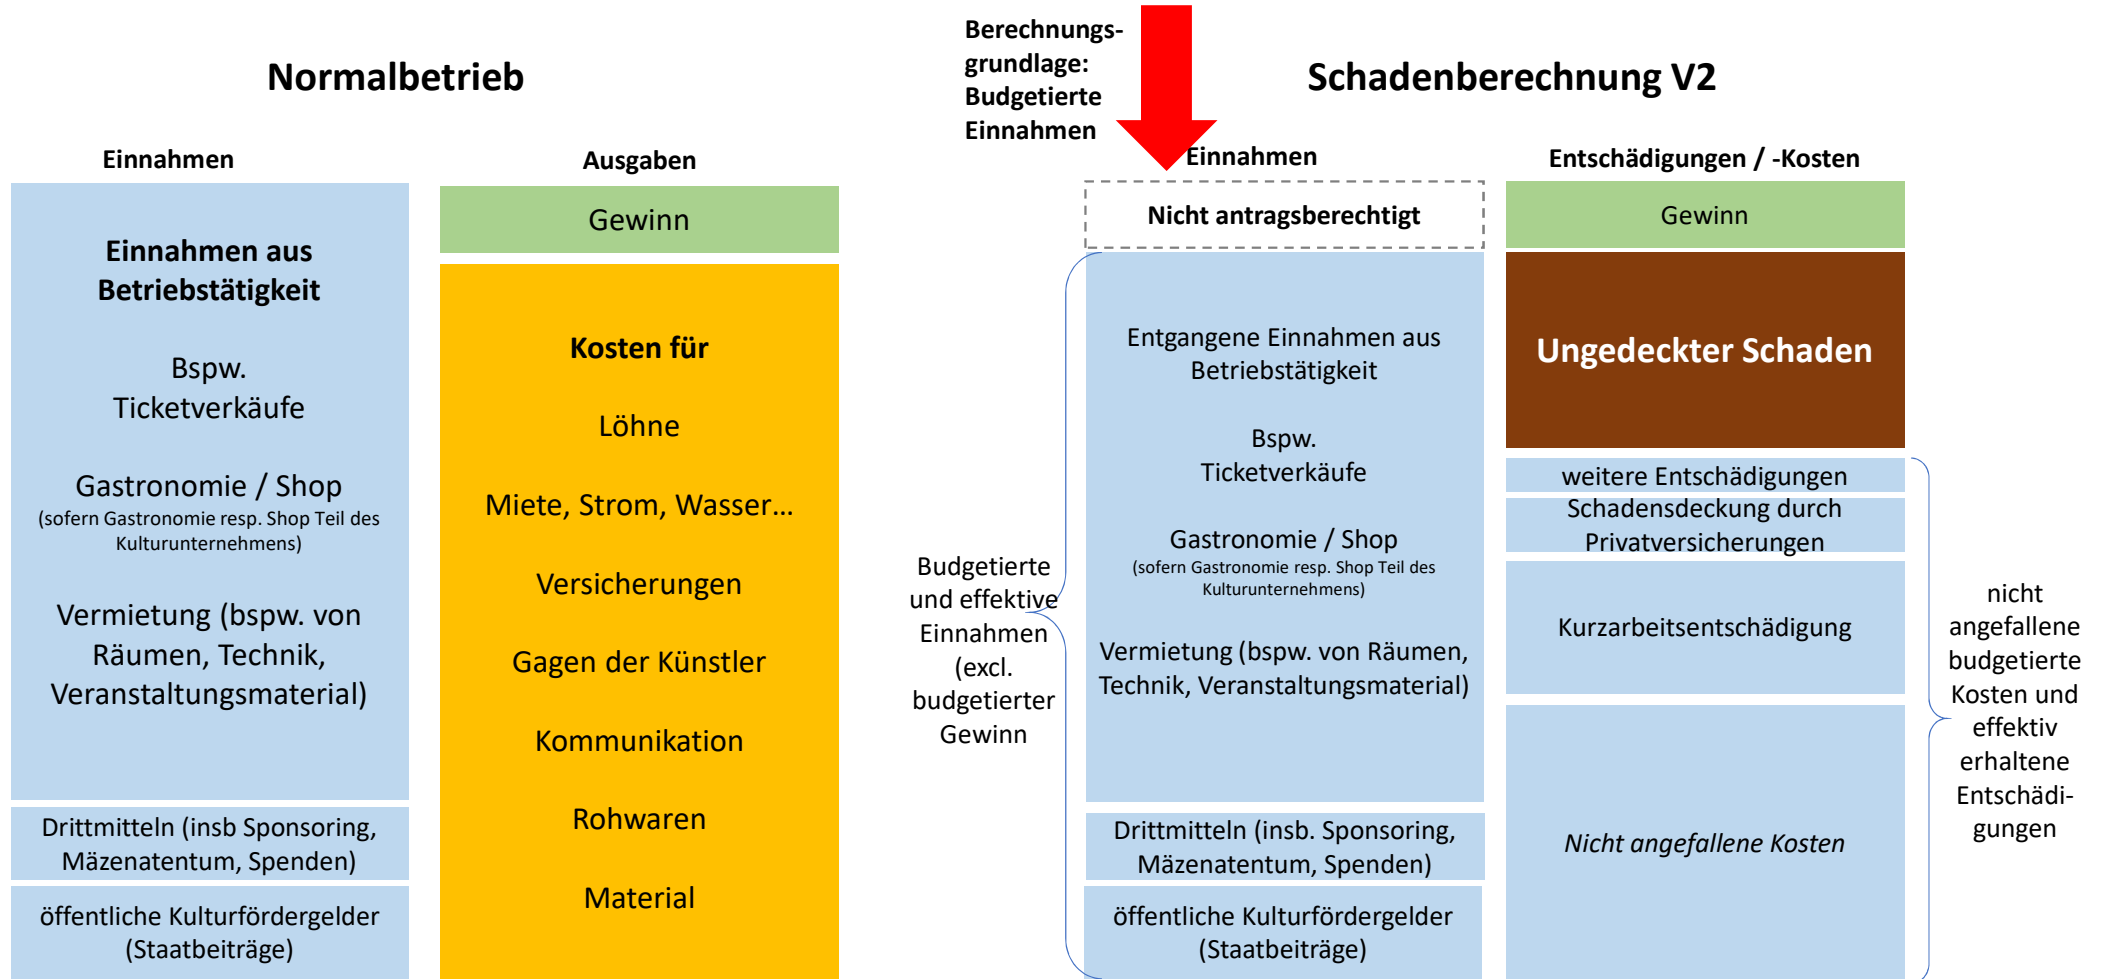 Normalbetrieb
Einnahmen
Einnahmen aus
Betriebstätigkeit
Bspw.
Ticketverkäufe
Gastronomie / Shop
(sofern Gastronomie resp. Shop Teil des
Kulturunternehmens)
Vermietung (bspw. von
Räumen, Technik,
Veranstaltungsmaterial)
Drittmitteln (insb Sponsoring,
Mäzenatentum, Spenden)
öffentliche Kulturfördergelder
(Staatbeiträge)
Ausgaben
Gewinn
Kosten für
Löhne
Miete, Strom, Wasser…
Versicherungen
Gagen der Künstler
Kommunikation
Rohwaren
Material
Berechnungs-
grundlage:
Budgetierte
Einnahmen
Schadenberechnung V2
Einnahmen
Nicht antragsberechtigt
Entgangene Einnahmen aus
Betriebstätigkeit
Bspw.
Ticketverkäufe
Gastronomie / Shop
(sofern Gastronomie resp. Shop Teil des
Kulturunternehmens)
Vermietung (bspw. von Räumen,
Technik, Veranstaltungsmaterial)
Drittmitteln (insb. Sponsoring,
Mäzenatentum, Spenden)
öffentliche Kulturfördergelder
(Staatbeiträge)
Budgetierte
und effektive
Einnahmen
(excl.
budgetierter
Gewinn
Entschädigungen / -Kosten
Gewinn
Ungedeckter Schaden
weitere Entschädigungen
Schadensdeckung durch
Privatversicherungen
Kurzarbeitsentschädigung
Nicht angefallene Kosten
nicht
angefallene
budgetierte
Kosten und
effektiv
erhaltene
Entschädi-
gungen